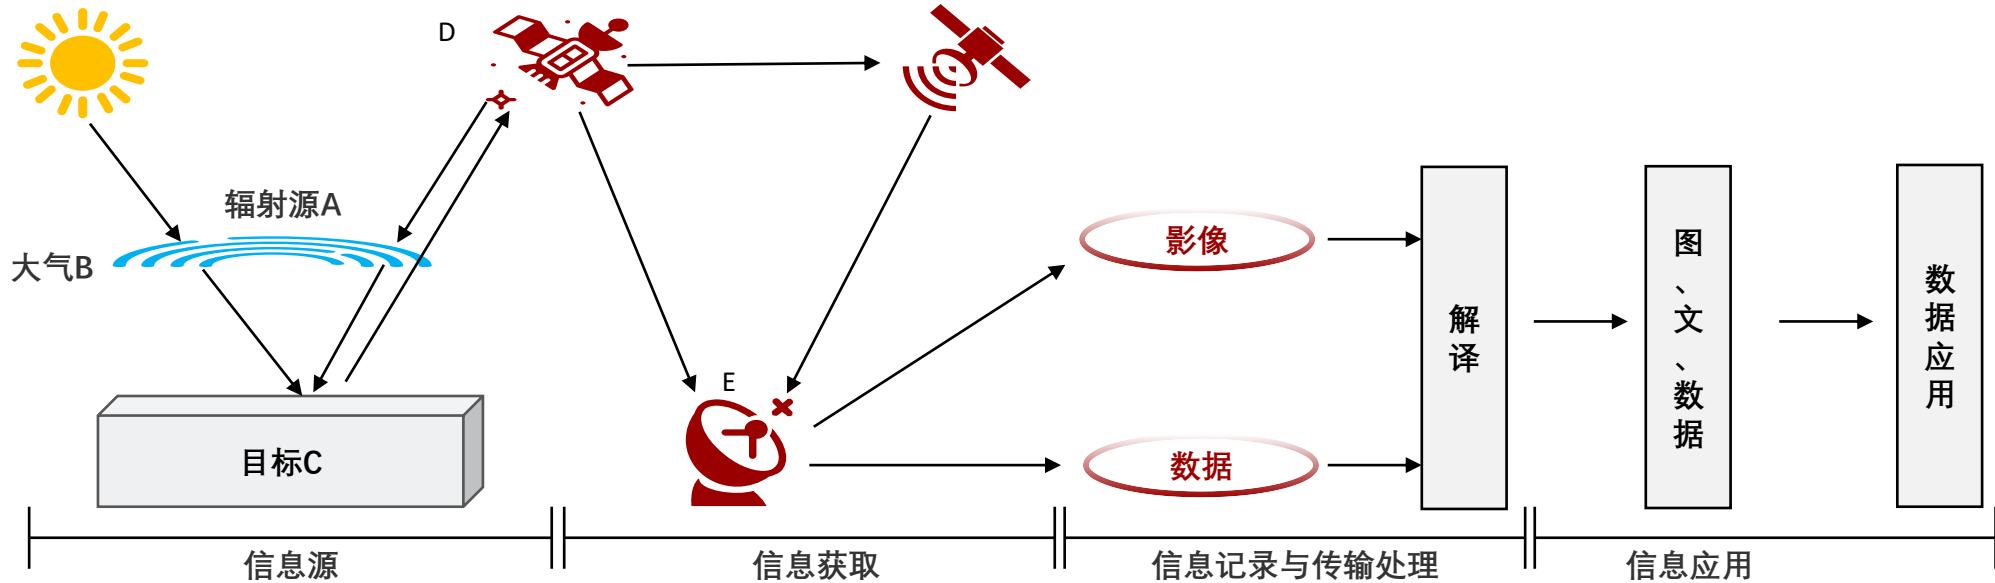 D
辐射源A
大气B
目标C
E
影像
数据
解译
图、文、数据
数据应用
信息源
信息获取
信息记录与传输处理
信息应用